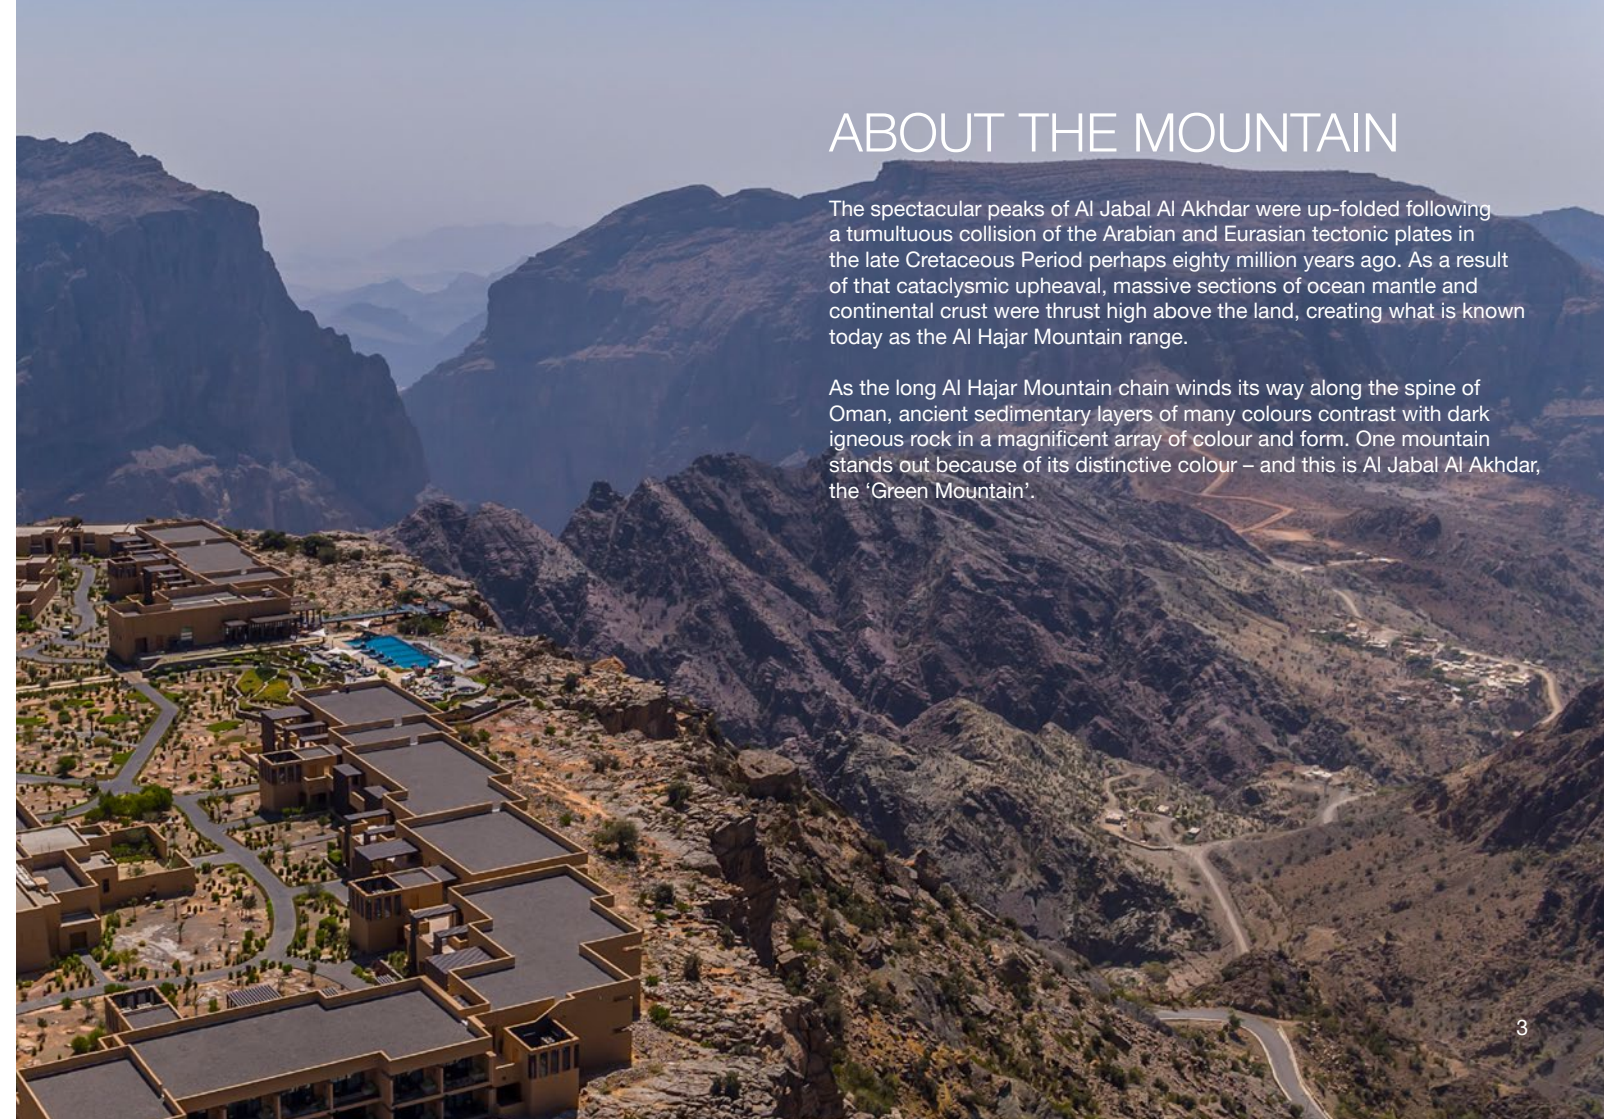 ABOUT THE MOUNTAIN
The spectacular peaks of Al Jabal Al Akhdar were up-folded following
a tumultuous collision of the Arabian and Eurasian tectonic plates in
the late Cretaceous Period perhaps eighty million years ago. As a result
of that cataclysmic upheaval, massive sections of ocean mantle and
continental crust were thrust high above the land, creating what is known
today as the Al Hajar Mountain range.
As the long Al Hajar Mountain chain winds its way along the spine of
Oman, ancient sedimentary layers of many colours contrast with dark
igneous rock in a magnificent array of colour and form. One mountain
stands out because of its distinctive colour – and this is Al Jabal Al Akhdar,
the ‘Green Mountain’.
3